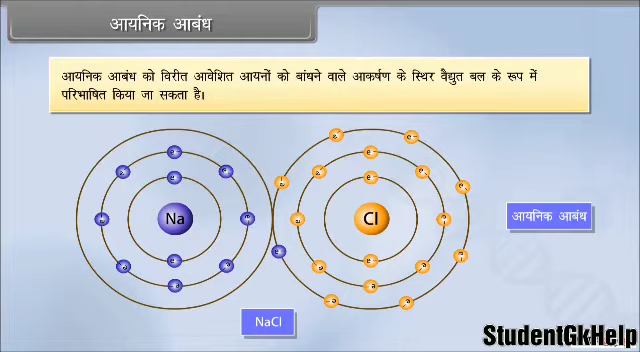 आयनिक आबंध
आयनिक आबंध को विरीत आवेशित आयनों को बांधने वाले आकर्षण के स्थिर वैद्युत बल के रूप में
परिभाषित किया जा सकता है।
Na
Cl
आयनिक आबंध
NaCl
StudentGkHelp